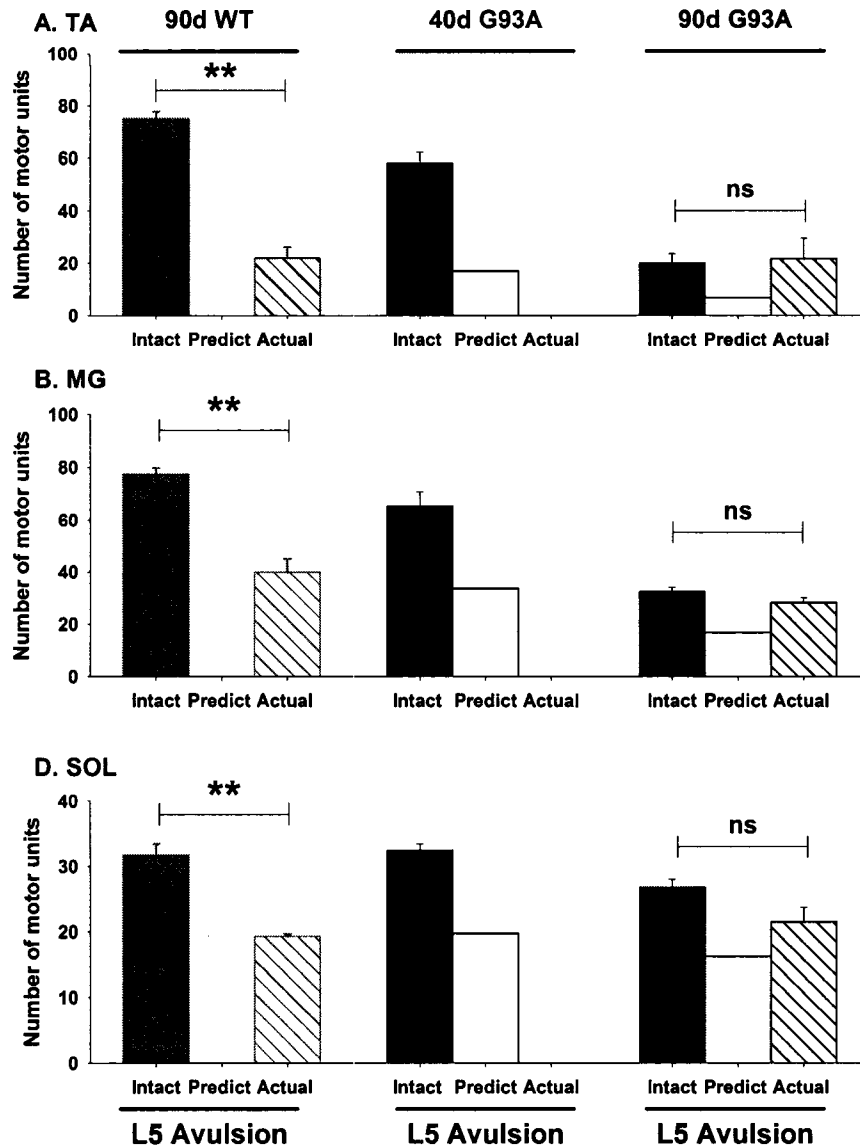 A. TA
90d WT
40d G93A
90d G93A
Number of motor units
100
80
60
40
20
0
**
ns
Intact Predict Actual
Intact Predict Actual
Intact Predict Actual
B. MG
Number of motor units
100
80
60
40
20
0
**
ns
Intact Predict Actual
Intact Predict Actual
Intact Predict Actual
D. SOL
Number of motor units
40
30
20
10
0
**
ns
Intact Predict Actual
Intact Predict Actual
Intact Predict Actual
L5 Avulsion
L5 Avulsion
L5 Avulsion